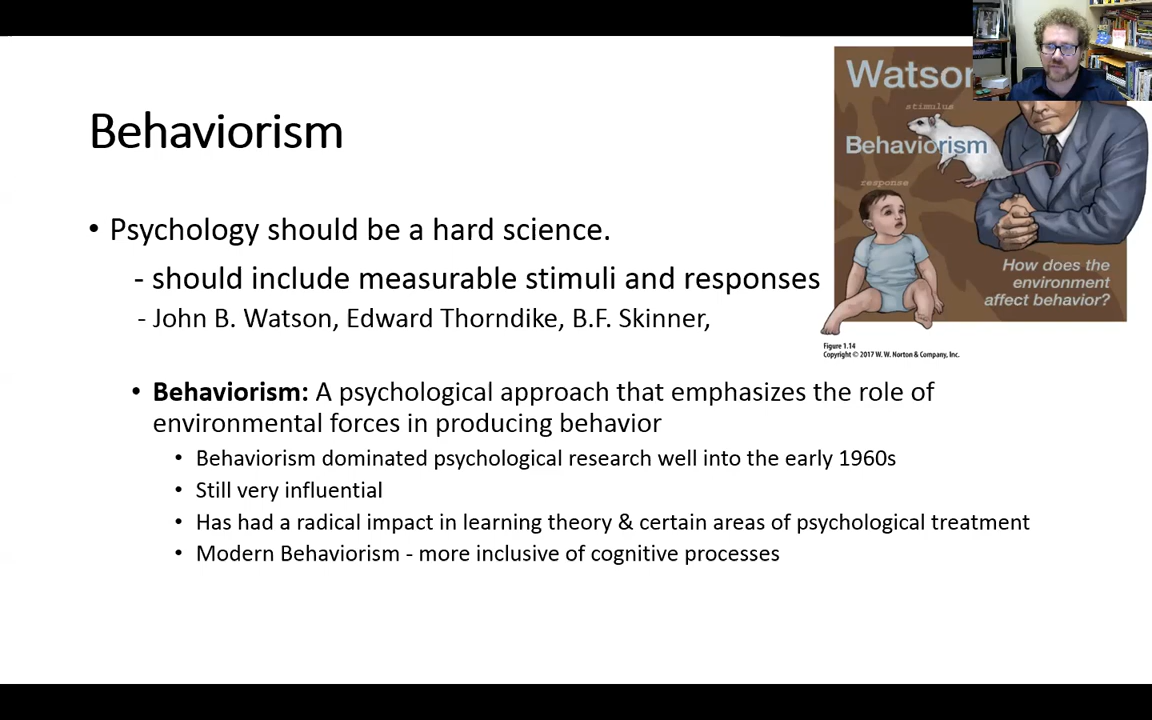 Behaviorism
• Psychology should be a hard science.
- should include measurable stimuli and responses
- John B. Watson, Edward Thorndike, B.F. Skinner,
• Behaviorism: A psychological approach that emphasizes the role of
environmental forces in producing behavior
• Behaviorism dominated psychological research well into the early 1960s
• Still very influential
• Has had a radical impact in learning theory & certain areas of psychological treatment
• Modern Behaviorism - more inclusive of cognitive processes
Watson
stimulus
Behaviorism
response
How does the
environment
affect behavior?
Figure 1.14
Copyright © 2017 W. W. Norton & Company, Inc.